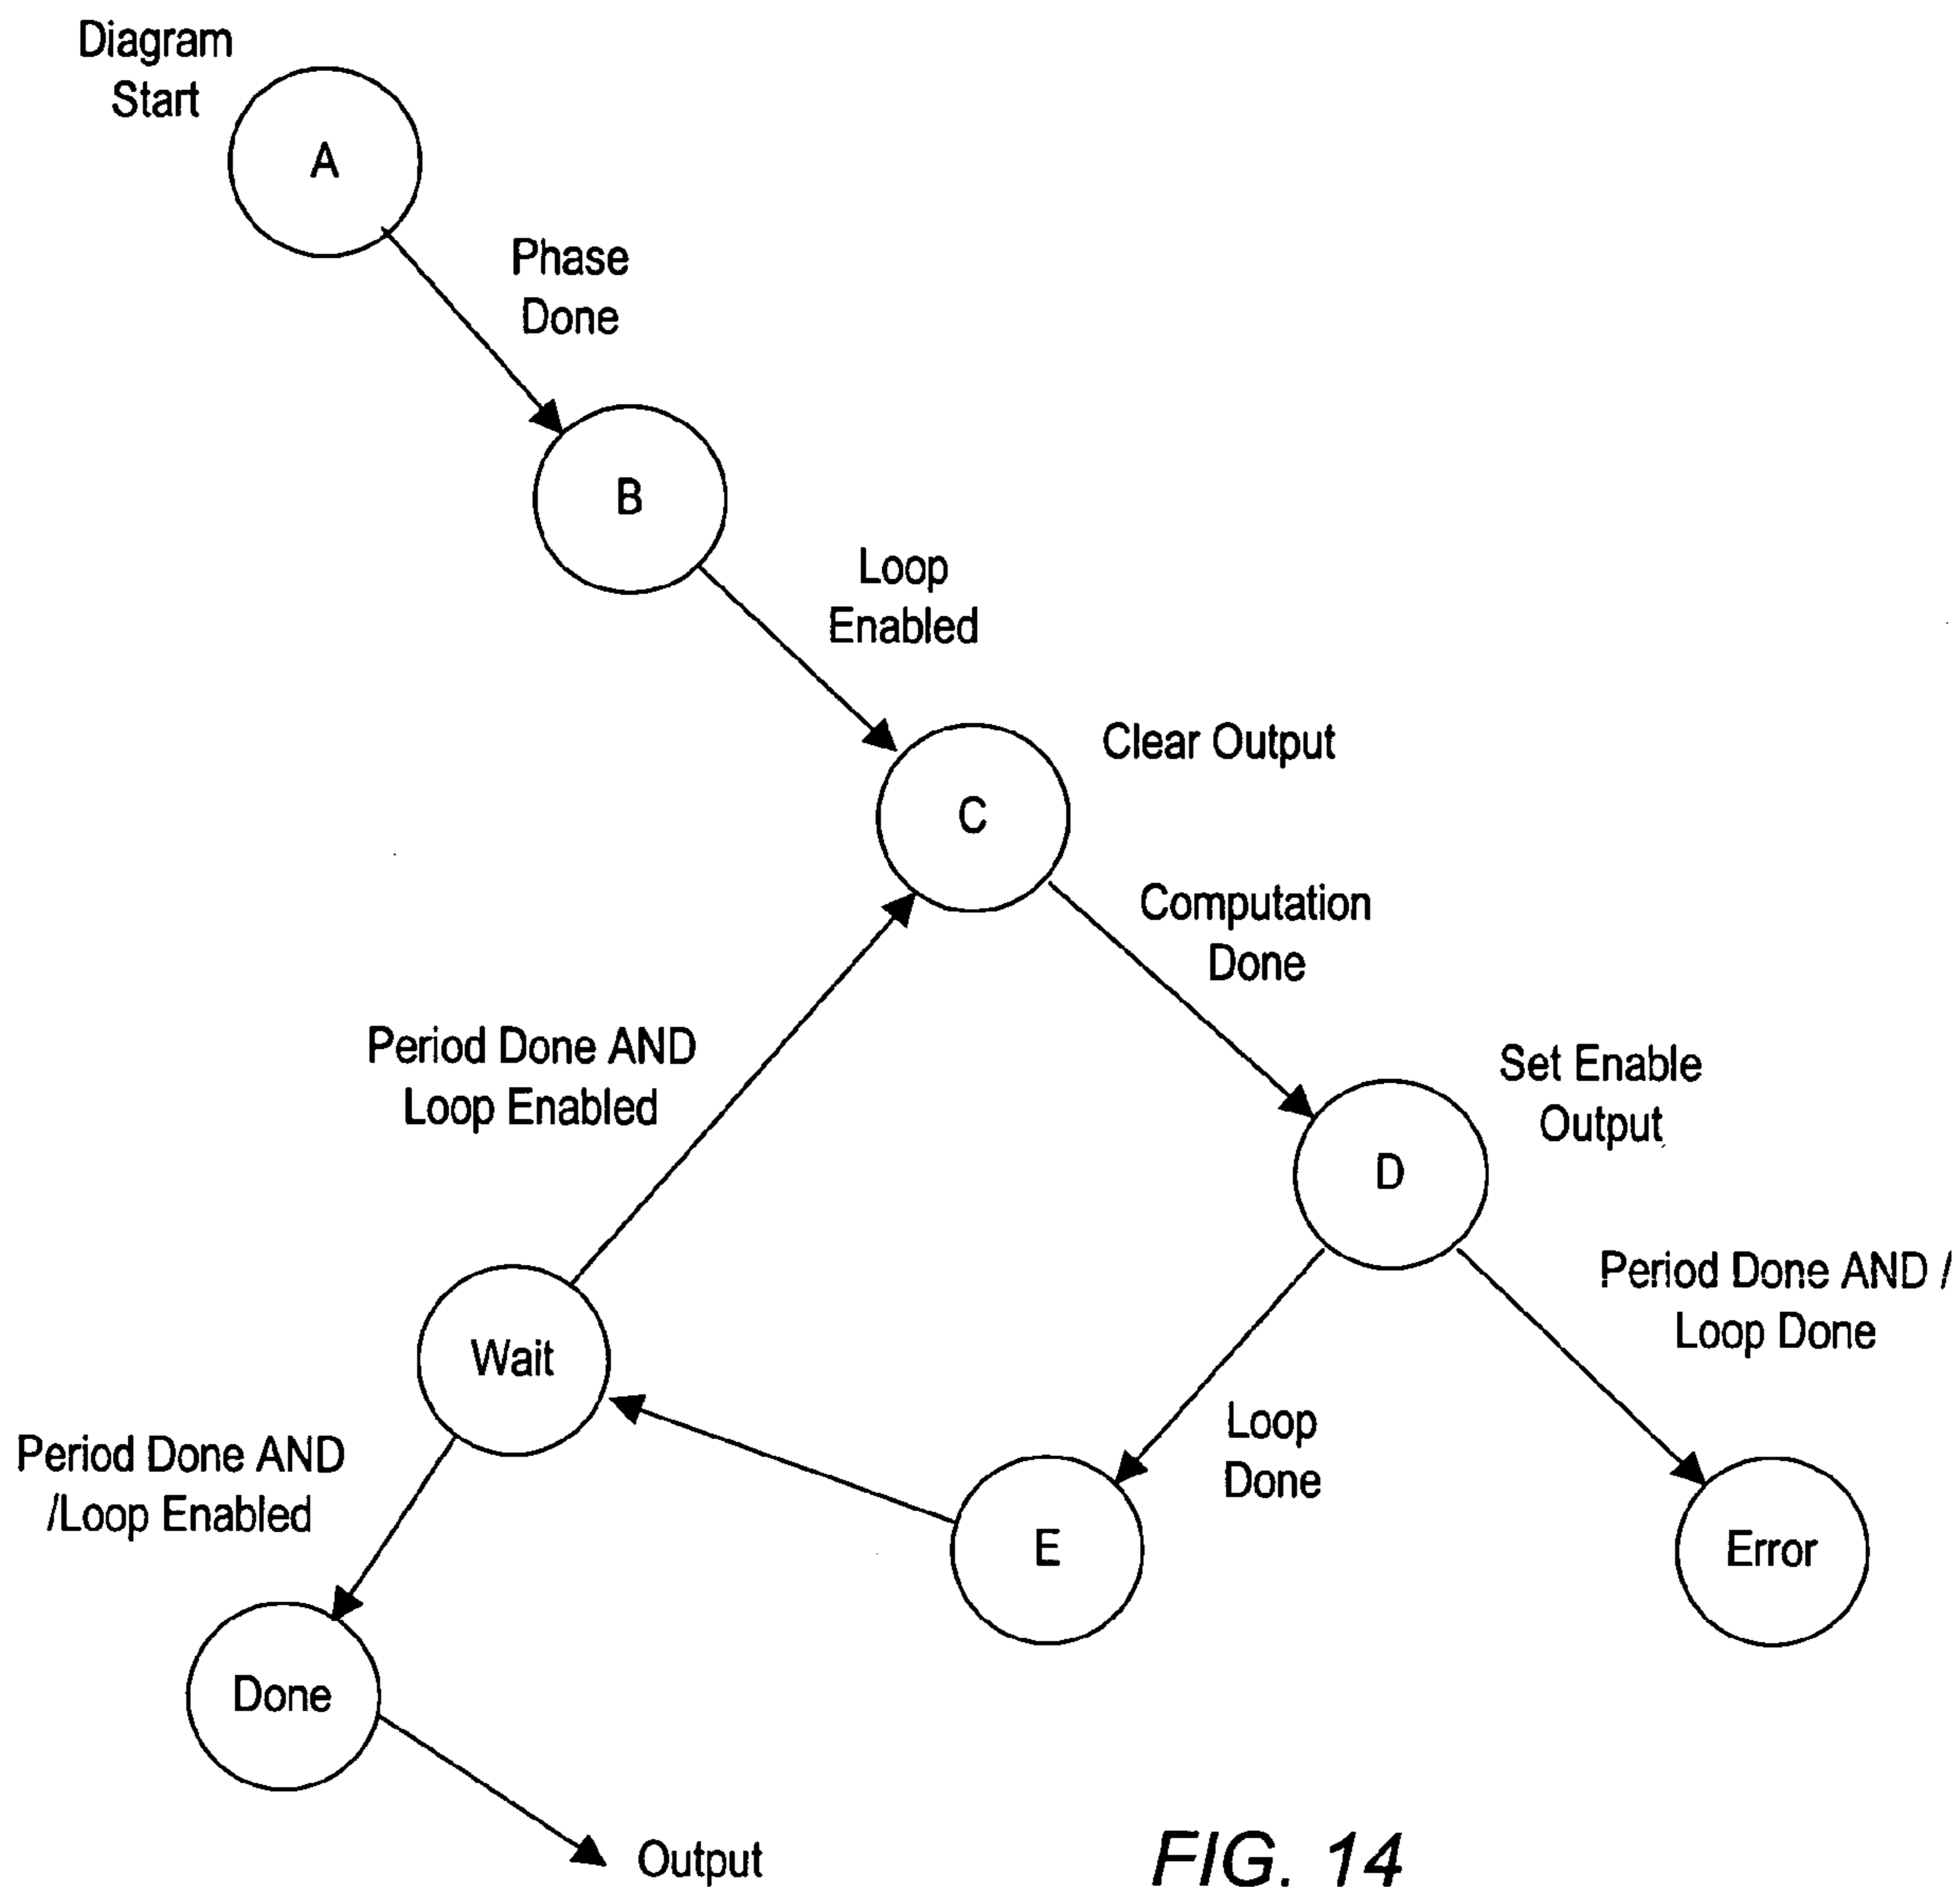 Diagram
Start
A
Phase
Done
B
Loop
Enabled
Clear Output
C
Computation
Done
Period Done AND
Loop Enabled
Set Enable
Output
D
Period Done AND /
Loop Done
Wait
Loop
Done
Period Done AND
/Loop Enabled
E
Error
Done
Output
FIG. 14